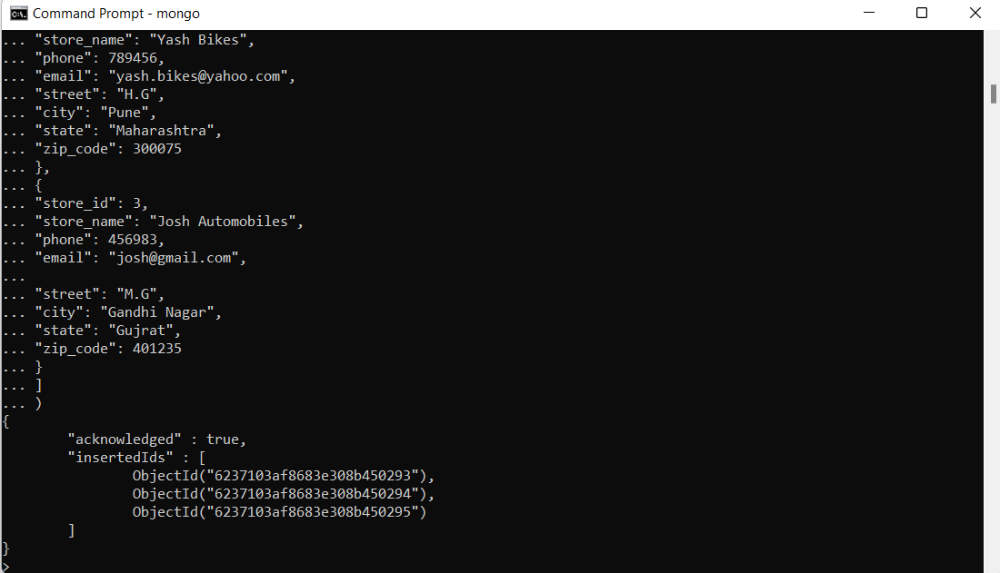 Command Prompt - mongo
... "store_name": "Yash Bikes",
... "phone": 789456,
... "email": "yash.bikes@yahoo.com",
... "street": "H.G",
... "city": "Pune",
... "state": "Maharashtra",
... "zip_code": 300075
... },
... {
... "store_id": 3,
... "store_name": "Josh Automobiles",
... "phone": 456983,
... "email": "josh@gmail.com",
...
... "street": "M.G",
... "city": "Gandhi Nagar",
... "state": "Gujrat",
... "zip_code": 401235
... }
... ]
... )
{
        "acknowledged" : true,
        "insertedIds" : [
                ObjectId("6237103af8683e308b450293"),
                ObjectId("6237103af8683e308b450294"),
                ObjectId("6237103af8683e308b450295")
        ]
}
>